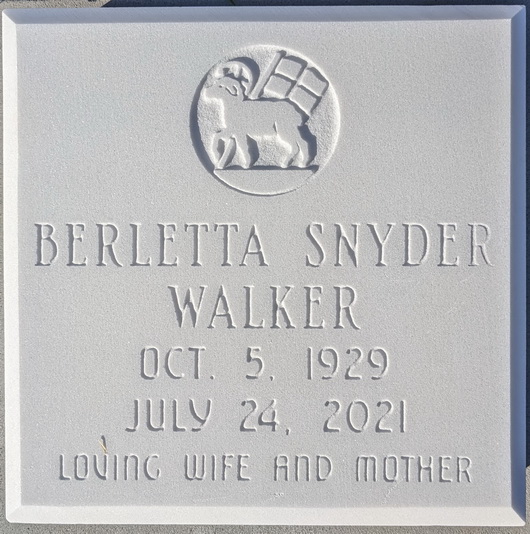 BERLETTA SNYDER
WALKER
OCT. 5, 1929
JULY 24, 2021
LOVING WIFE AND MOTHER